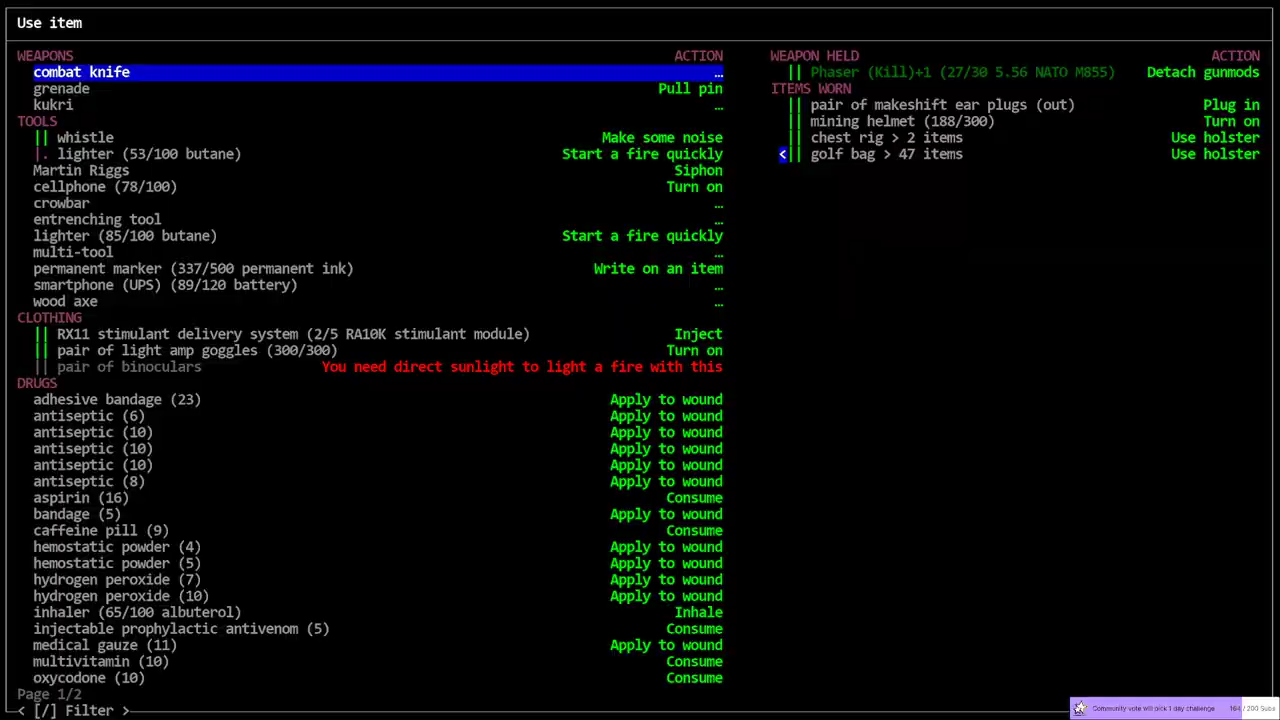 Use item
WEAPONS ACTION
combat knife …
grenade Pull pin
kukri …
TOOLS
|| whistle Make some noise
|. lighter (53/100 butane) Start a fire quickly
Martin Riggs Siphon
cellphone (78/100) Turn on
crowbar …
entrenching tool …
lighter (85/100 butane) Start a fire quickly
multi-tool …
permanent marker (337/500 permanent ink) Write on an item
smartphone (UPS) (89/120 battery) …
wood axe …
CLOTHING
|| RX11 stimulant delivery system (2/5 RA10K stimulant module) Inject
|| pair of light amp goggles (300/300) Turn on
|| pair of binoculars You need direct sunlight to light a fire with this
DRUGS
adhesive bandage (23) Apply to wound
antiseptic (6) Apply to wound
antiseptic (10) Apply to wound
antiseptic (10) Apply to wound
antiseptic (10) Apply to wound
antiseptic (8) Apply to wound
aspirin (16) Consume
bandage (5) Apply to wound
caffeine pill (9) Consume
hemostatic powder (4) Apply to wound
hemostatic powder (5) Apply to wound
hydrogen peroxide (7) Apply to wound
hydrogen peroxide (10) Apply to wound
inhaler (65/100 albuterol) Inhale
injectable prophylactic antivenom (5) Consume
medical gauze (11) Apply to wound
multivitamin (10) Consume
oxycodone (10) Consume
Page 1/2
< [/] Filter >
WEAPON HELD ACTION
|| Phaser (Kill)+1 (27/30 5.56 NATO M855) Detach gunmods
ITEMS WORN
|| pair of makeshift ear plugs (out) Plug in
|| mining helmet (188/300) Turn on
|| chest rig > 2 items Use holster
<|| golf bag > 47 items Use holster
Community vote will pick 1 day challenge 164 / 200 Subs